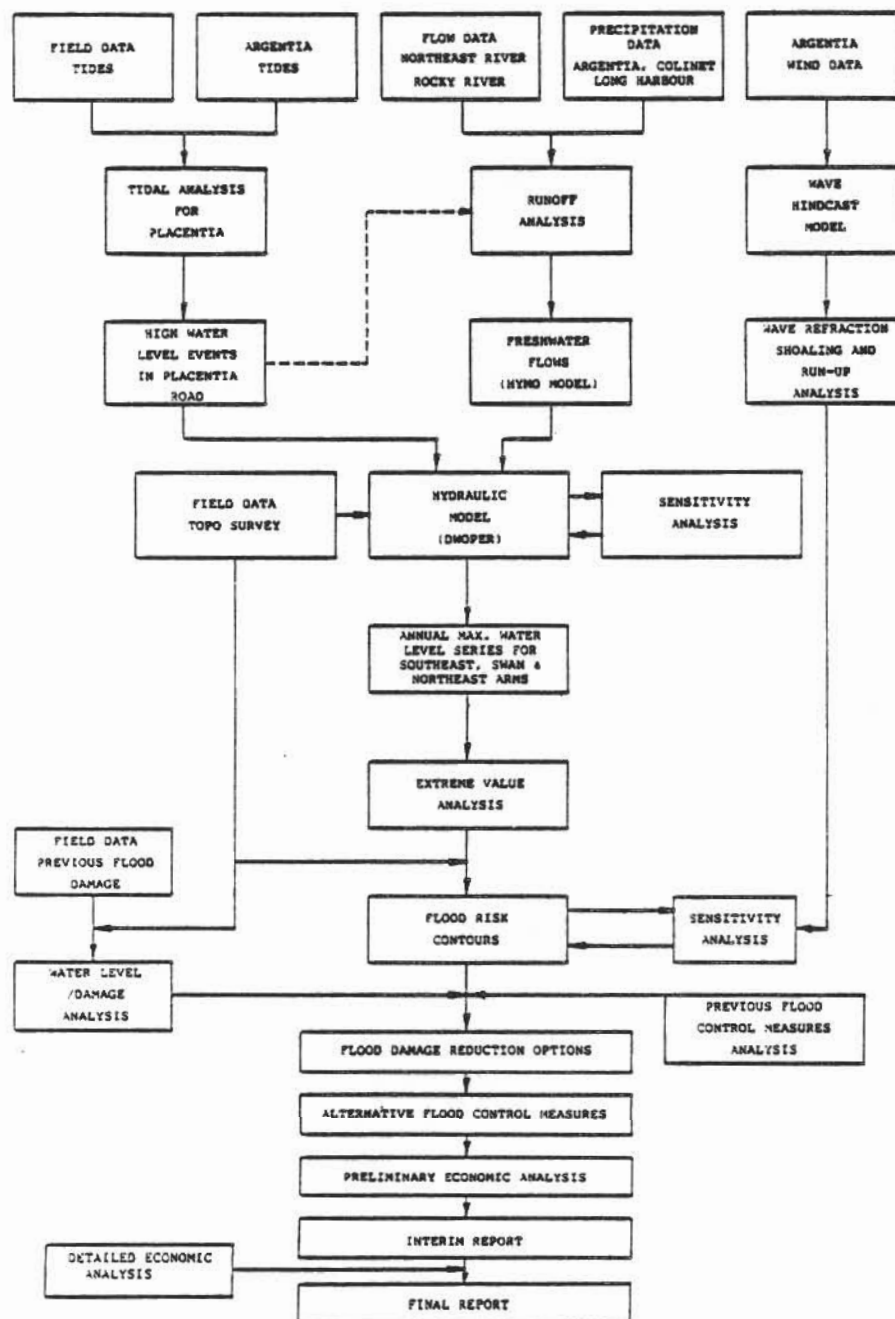 FIELD DATA
TIDES
ARGENTIA
TIDES
FLOW DATA
NORTHEAST RIVER
ROCKY RIVER
PRECIPITATION
DATA
ARGENTIA, COLINET
LONG HARBOUR
ARGENTIA
WIND DATA
TIDAL ANALYSIS
FOR
PLACENTIA
RUNOFF
ANALYSIS
WAVE
HINDCAST
MODEL
HIGH WATER
LEVEL EVENTS
IN PLACENTIA
ROAD
FRESHWATER
FLOWS
(HYMO MODEL)
WAVE REFRACTION
SHOALING AND
RUN-UP
ANALYSIS
FIELD DATA
TOPO SURVEY
HYDRAULIC
MODEL
(DWOPER)
SENSITIVITY
ANALYSIS
ANNUAL MAX. WATER
LEVEL SERIES FOR
SOUTHEAST, SWAN &
NORTHEAST ARMS
EXTREME VALUE
ANALYSIS
FIELD DATA
PREVIOUS FLOOD
DAMAGE
FLOOD RISK
CONTOURS
SENSITIVITY
ANALYSIS
WATER LEVEL
/DAMAGE
ANALYSIS
PREVIOUS FLOOD
CONTROL MEASURES
ANALYSIS
FLOOD DAMAGE REDUCTION OPTIONS
ALTERNATIVE FLOOD CONTROL MEASURES
PRELIMINARY ECONOMIC ANALYSIS
INTERIM REPORT
DETAILED ECONOMIC
ANALYSIS
FINAL REPORT